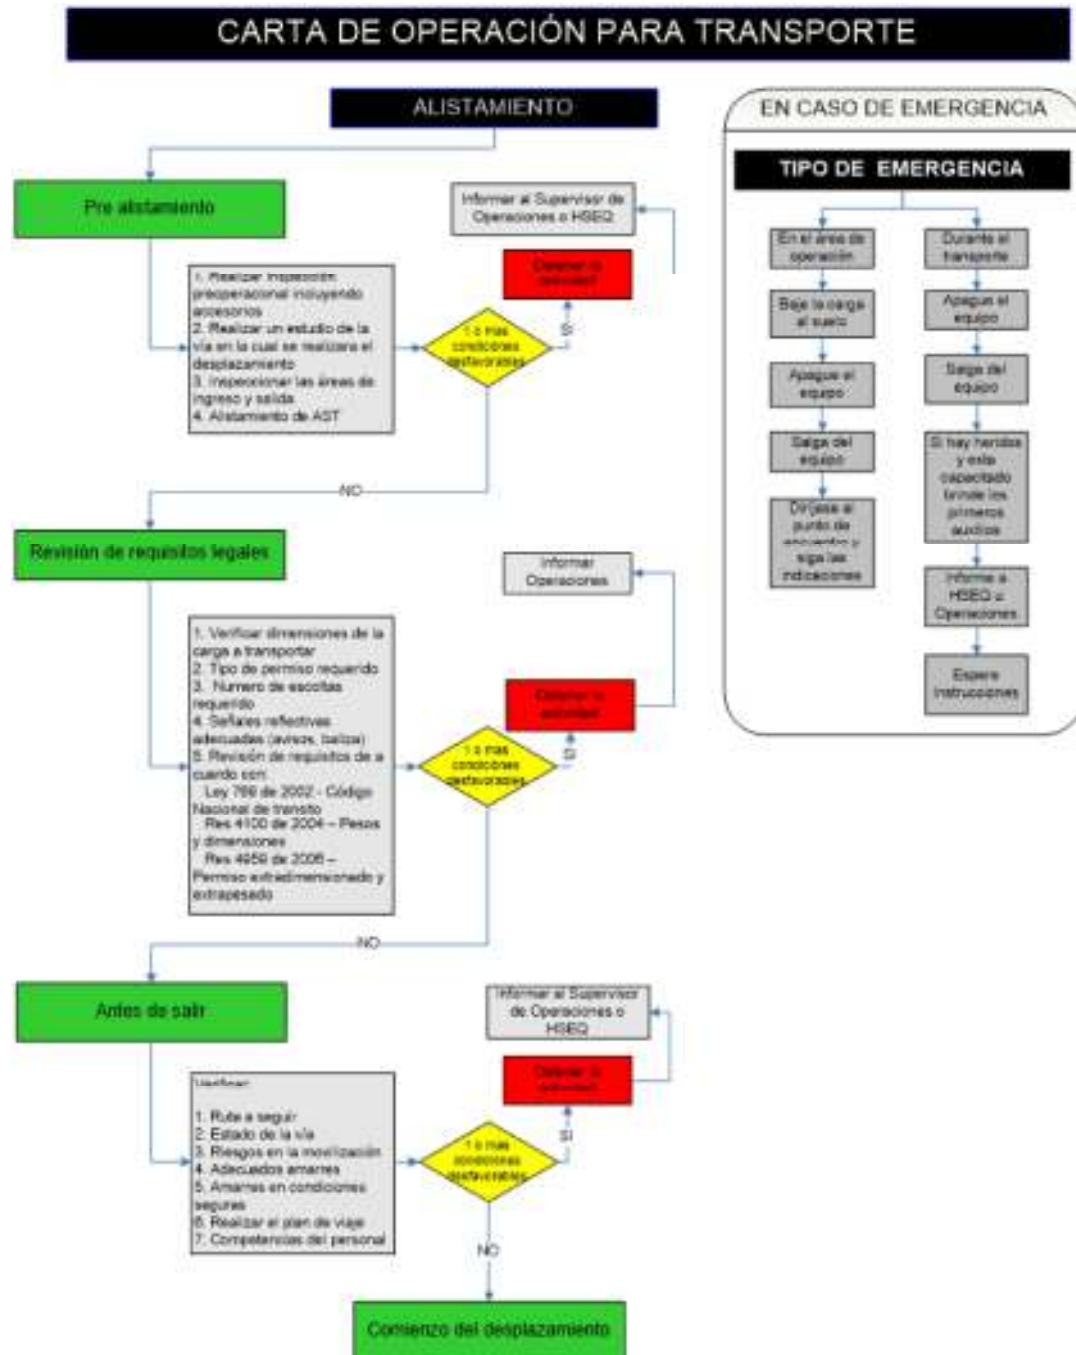 CARTA DE OPERACIÓN PARA TRANSPORTE
ALISTAMIENTO
Pre alistamiento
Informar al Supervisor de
Operaciones o HSEQ
Detener la
actividad
1. Realizar inspección
preoperacional incluyendo
accesorios
2. Realizar un estudio de la
vía en la cual se realizara el
desplazamiento
3. Inspeccionar las áreas de
ingreso y salida
4. Alistamiento de AST
1 o mas
condiciones
desfavorables
SI
NO
Revisión de requisitos legales
Informar
Operaciones
Detener la
actividad
1. Verificar dimensiones de la
carga a transportar
2. Tipo de permiso requerido
3. Numero de escoltas
requerido
4. Señales reflectivas
adecuadas (avisos, baliza)
5. Revisión de requisitos de a
cuerdo con:
Ley 769 de 2002 - Código
Nacional de transito
Res 4100 de 2004 – Pesos
y dimensiones
Res 4959 de 2006 –
Permiso extradimensionado y
extrapesado
1 o mas
condiciones
desfavorables
SI
NO
Antes de salir
Informar al Supervisor
de Operaciones o
HSEQ
Detener la
actividad
Verificar
1. Ruta a seguir
2. Estado de la vía
3. Riesgos en la movilización
4. Adecuados amarres
5. Amarres en condiciones
seguras
6. Realizar el plan de viaje
7. Competencias del personal
1 o mas
condiciones
desfavorables
SI
NO
Comienzo del desplazamiento
EN CASO DE EMERGENCIA
TIPO DE EMERGENCIA
En el área de
operación
Baje la carga
al suelo
Apague el
equipo
Salga del
equipo
Diríjase al
punto de
encuentro y
siga las
indicaciones
Durante el
transporte
Apague el
equipo
Salga del
equipo
Si hay heridos
y esta
capacitado
brinde los
primeros
auxilios
Informe a
HSEQ u
Operaciones
Espere
instrucciones